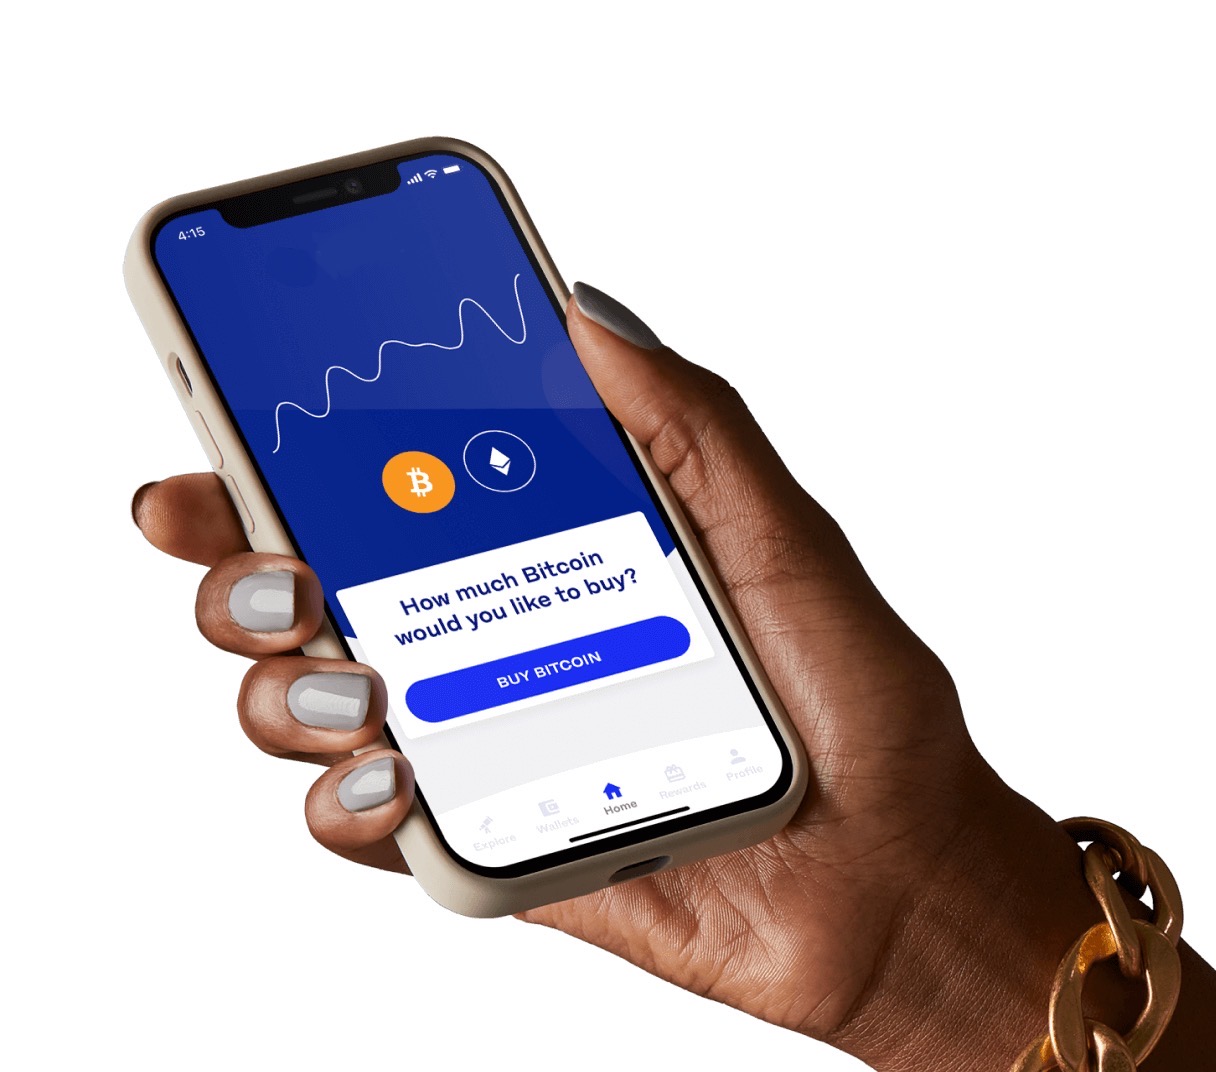 4:15
How much Bitcoin
would you like to buy?
BUY BITCOIN
Explore
Wallets
Home
Rewards
Profile